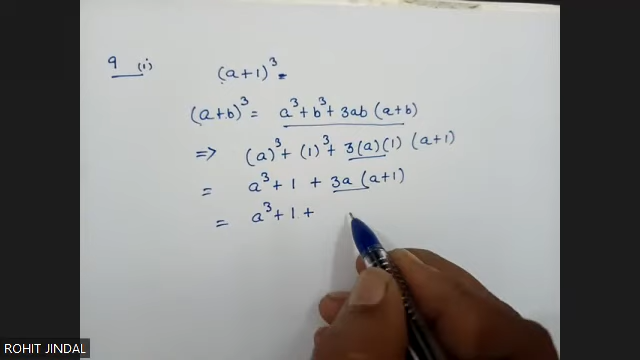 9 (i) (a+1)³
(a+b)³ = a³+b³+3ab (a+b)
=> (a)³+(1)³+3(a)(1) (a+1)
= a³+1+3a(a+1)
= a³+1+
ROHIT JINDAL